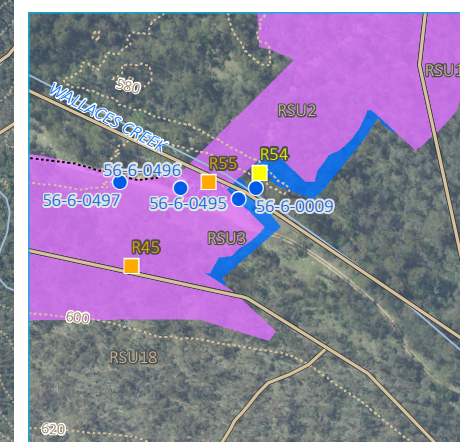 RSU1
580
RSU2
WALLACES CREEK
R54
R55
56-6-0496
56-6-0497
56-6-0495
56-6-0009
RSU3
R45
600
RSU18
620